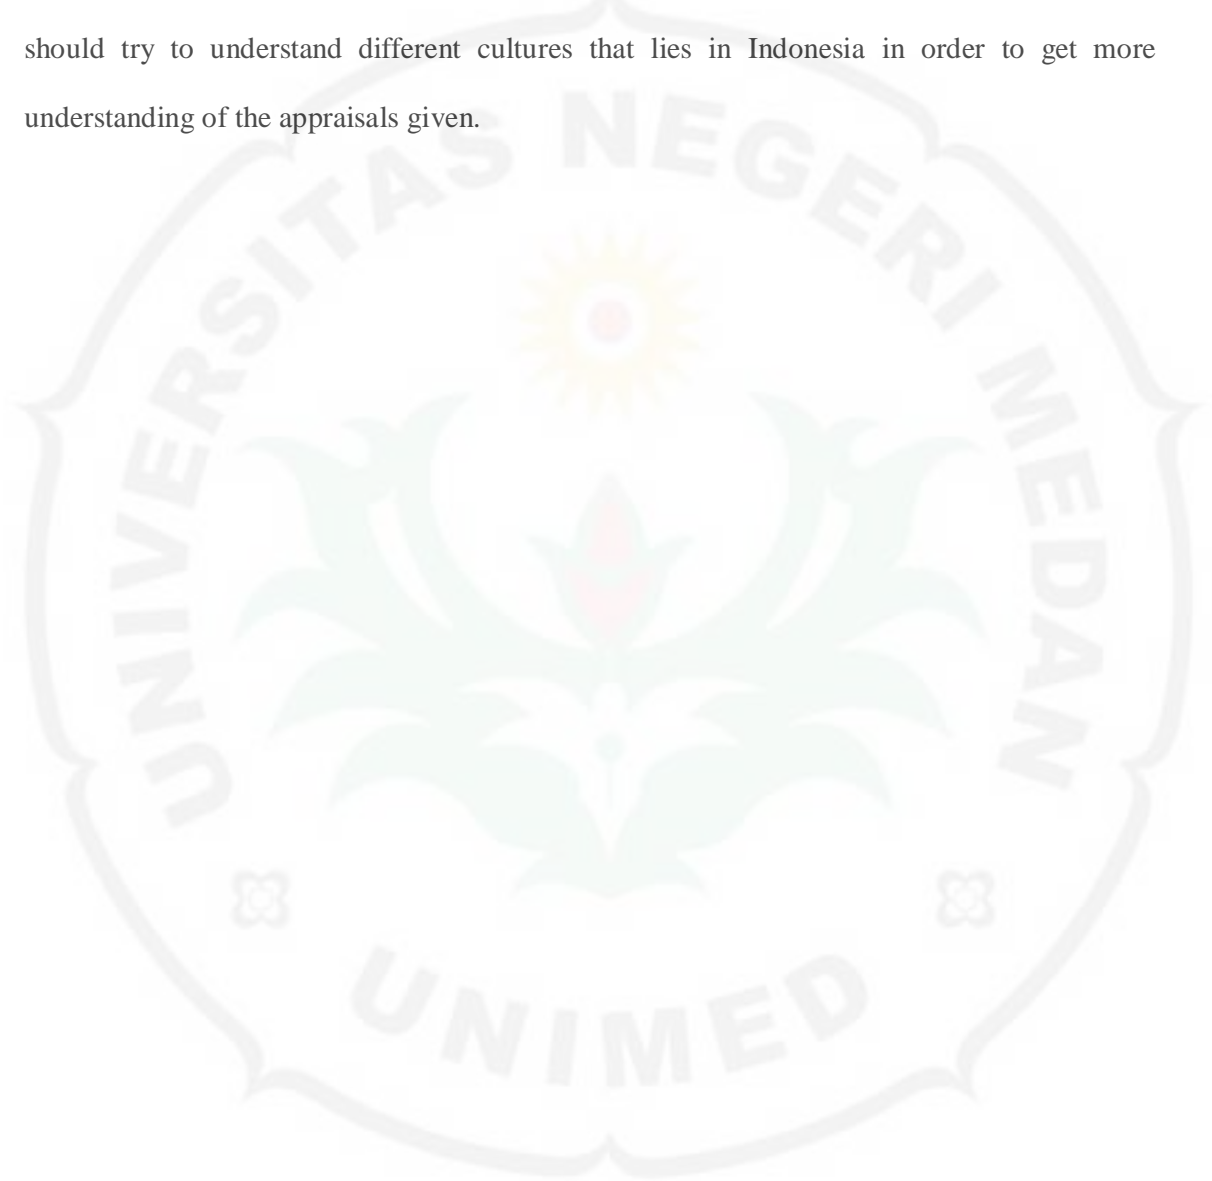 should try to understand different cultures that lies in Indonesia in order to get more
understanding of the appraisals given.
UNIVERSITAS NEGERI MEDAN
UNIMED